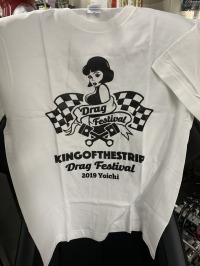 Drag
Festival
KINGOFTHESTRIP
Drag Festival
2019 Yoichi